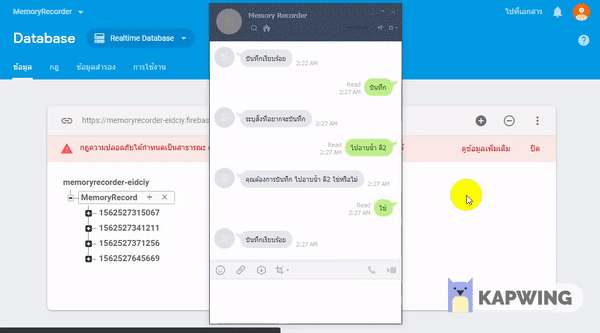 MemoryRecorder
ไปที่เอกสาร
Database
Realtime Database
ข้อมูล
กฎ
ข้อมูลสำรอง
การใช้งาน
https://memoryrecorder-eidciy.firebas
กฎความปลอดภัยได้กำหนดเป็นสาธารณะ
ดูข้อมูลเพิ่มเติม
ปิด
memoryrecorder-eidciy
MemoryRecord
1562527315067
1562527341211
1562527371256
1562527645669
Memory Recorder
บันทึกเรียบร้อย
2:22 AM
Read
2:27 AM
บันทึก
ระบุสิ่งที่อยากจะบันทึก
2:27 AM
Read
2:27 AM
ไปอาบน้ำ ตี2
คุณต้องการบันทึก ไปอาบน้ำ ตี2 ใช่หรือไม่
2:27 AM
Read
2:27 AM
ใช่
บันทึกเรียบร้อย
2:27 AM
KAPWING